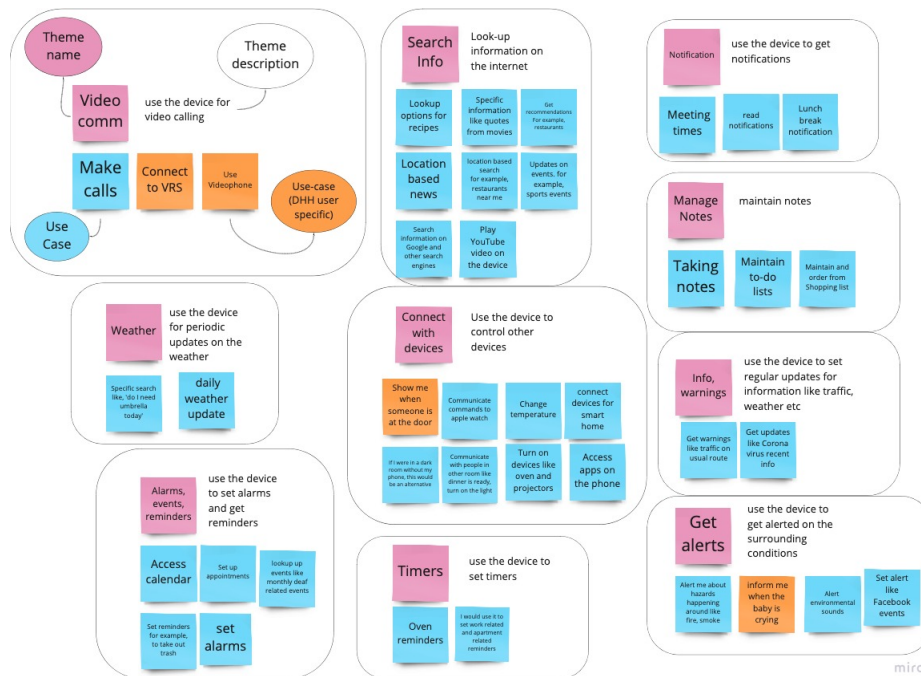 Theme
name
Theme
description
Video
comm
use the device for
video calling
Make
calls
Connect
to VRS
Use
Videophone
Use
Case
Use-case
(DHH user
specific)
Search
Info
Look-up
information on
the internet
Lookup
options for
recipes
Specific
information
like quotes
from movies
Get
recommendations
For example,
restaurants
Location
based
news
location based
search
for example,
restaurants
near me
Updates on
events, for
example,
sports events
Search
information on
Google and
other search
engines
Play
YouTube
video on
the device
Notification
use the device to get
notifications
Meeting
times
read
notifications
Lunch
break
notification
Manage
Notes
maintain notes
Taking
notes
Maintain
to-do
lists
Maintain and
order from
Shopping list
Weather
use the device
for periodic
updates on the
weather
Specific search
like, 'do I need
umbrella
today'
daily
weather
update
Connect
with
devices
Use the device to
control other
devices
Show me
when
someone is
at the door
Communicate
commands to
apple watch
Change
temperature
connect
devices for
smart
home
If I were in a dark
room without my
phone, this would
be an alternative
Communicate
with people in
other room like
dinner is ready,
turn on the light
Turn on
devices like
oven and
projectors
Access
apps on
the phone
Info,
warnings
use the device to set
regular updates for
information like traffic,
weather etc
Get warnings
like traffic on
usual route
Get updates
like Corona
virus recent
info
Alarms,
events,
reminders
use the device
to set alarms
and get
reminders
Access
calendar
Set up
appointments
lookup up
events like
monthly deaf
related events
Set reminders
for example,
to take out
trash
set
alarms
Timers
use the device to
set timers
Oven
reminders
I would use it to
set work related
and apartment
related
reminders
Get
alerts
use the device to
get alerted on the
surrounding
conditions
Alert me about
hazards
happening
around like
fire, smoke
inform me
when the
baby is
crying
Alert
environmental
sounds
Set alert
like
Facebook
events
miro